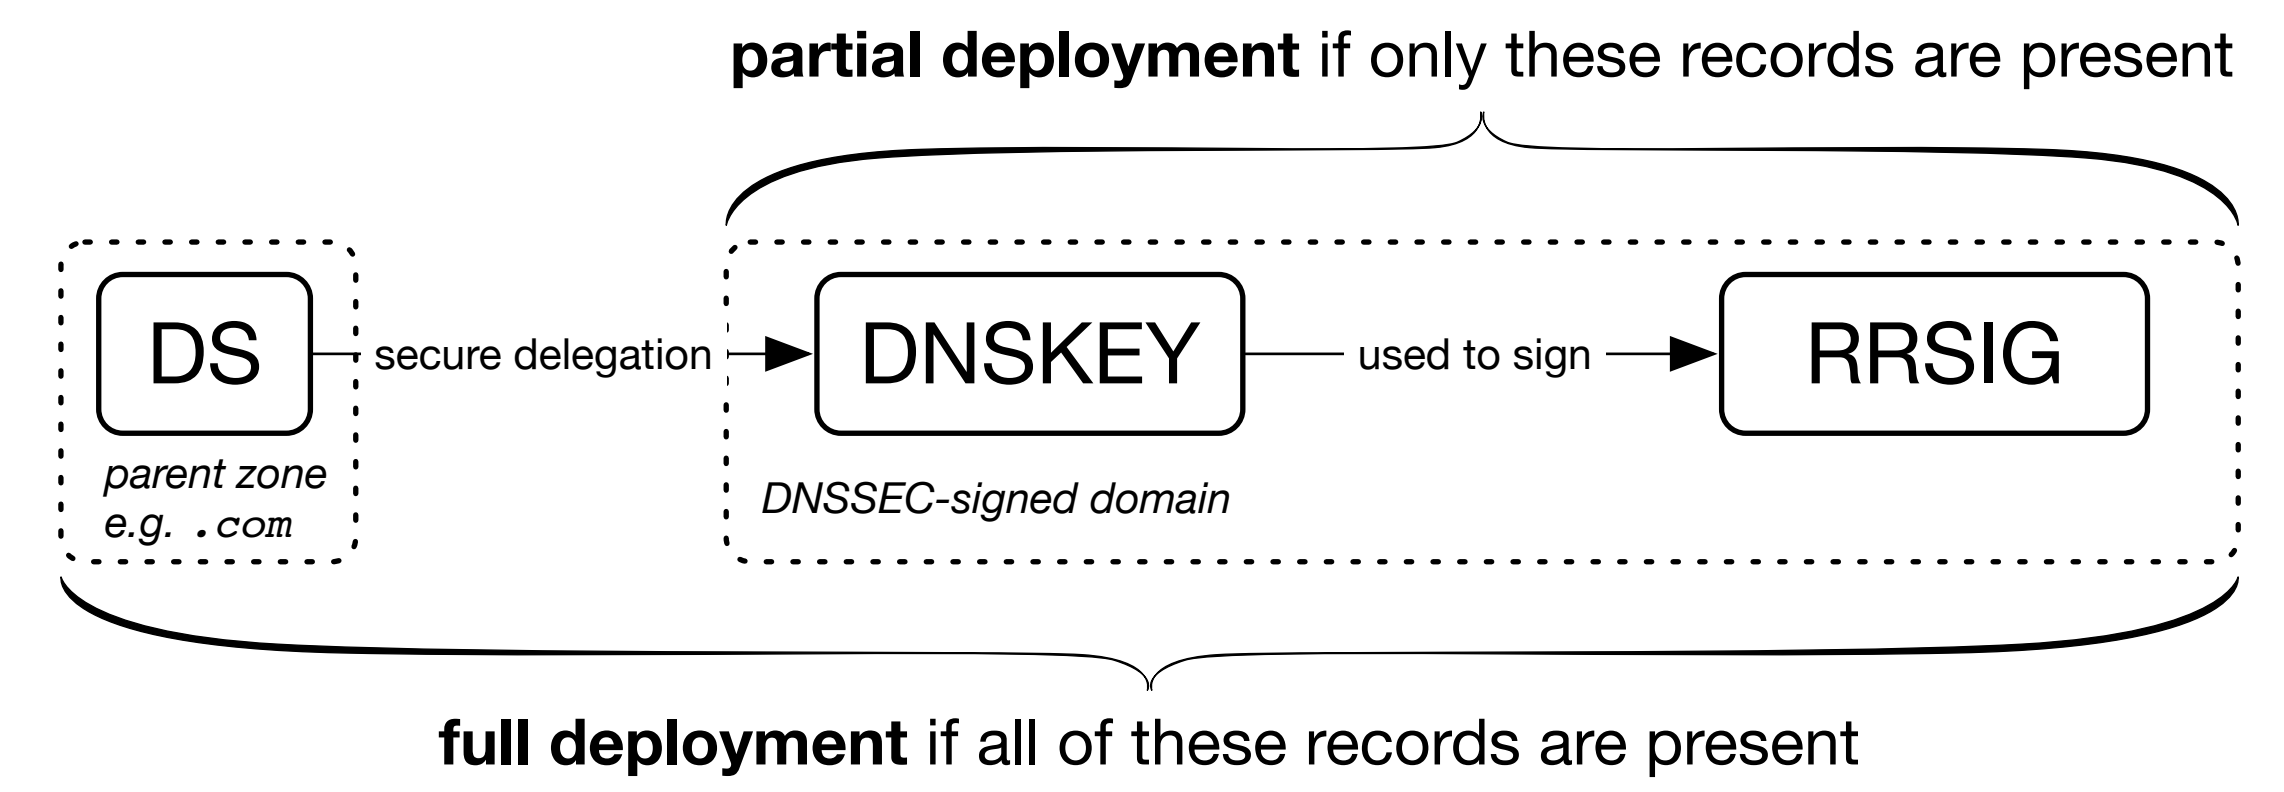 partial deployment if only these records are present
DS
secure delegation
DNSKEY
used to sign
RRSIG
parent zone
e.g. .com
DNSSEC-signed domain
full deployment if all of these records are present